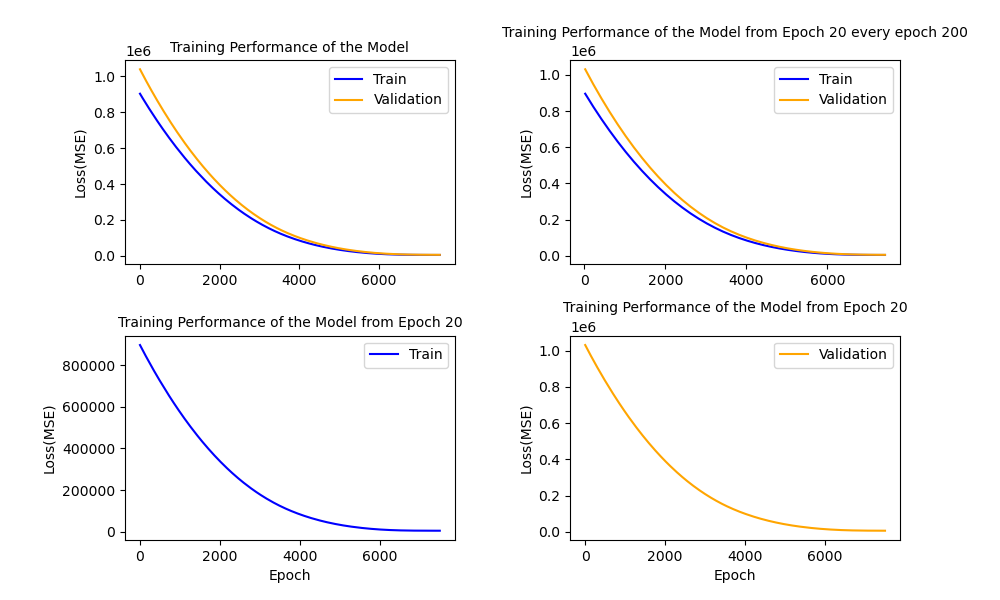 Training Performance of the Model
1e6
Loss(MSE)
1.0
0.8
0.6
0.4
0.2
0.0
0 2000 4000 6000
Train
Validation
Training Performance of the Model from Epoch 20 every epoch 200
1e6
Loss(MSE)
1.0
0.8
0.6
0.4
0.2
0.0
0 2000 4000 6000
Train
Validation
Training Performance of the Model from Epoch 20
Loss(MSE)
800000
600000
400000
200000
0
0 2000 4000 6000
Epoch
Train
Training Performance of the Model from Epoch 20
1e6
Loss(MSE)
1.0
0.8
0.6
0.4
0.2
0.0
0 2000 4000 6000
Epoch
Validation